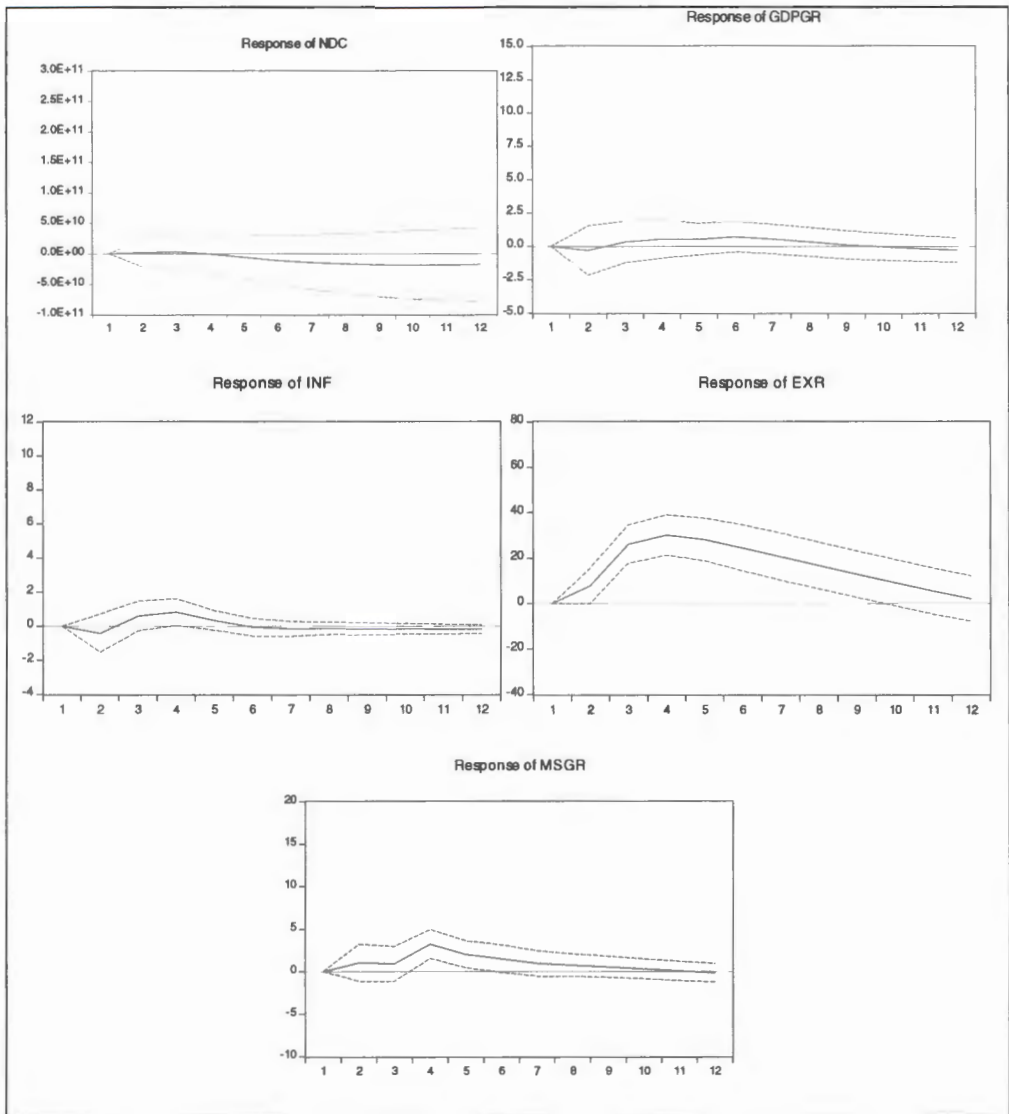 Response of NDC
3.0E+11
2.5E+11
2.0E+11
1.5E+11
1.0E+11
5.0E+10
0.0E+00
-5.0E+10
-1.0E+11
1 2 3 4 5 6 7 8 9 10 11 12
Response of GDPGR
15.0
12.5
10.0
7.5
5.0
2.5
0.0
-2.5
-5.0
1 2 3 4 5 6 7 8 9 10 11 12
Response of INF
12
10
8
6
4
2
0
-2
-4
1 2 3 4 5 6 7 8 9 10 11 12
Response of EXR
80
60
40
20
0
-20
-40
1 2 3 4 5 6 7 8 9 10 11 12
Response of MSGR
20
15
10
5
0
-5
-10
1 2 3 4 5 6 7 8 9 10 11 12